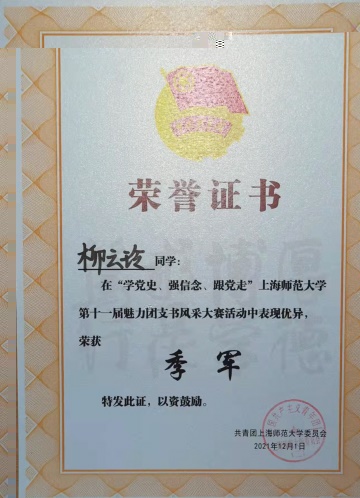 荣誉证书
柳云玲同学：
在“学党史、强信念、跟党走”上海师范大学
第十一届魅力团支书风采大赛活动中表现优异，
荣获
季军
特发此证，以资鼓励。
共青团上海师范大学委员会
2021年12月1日